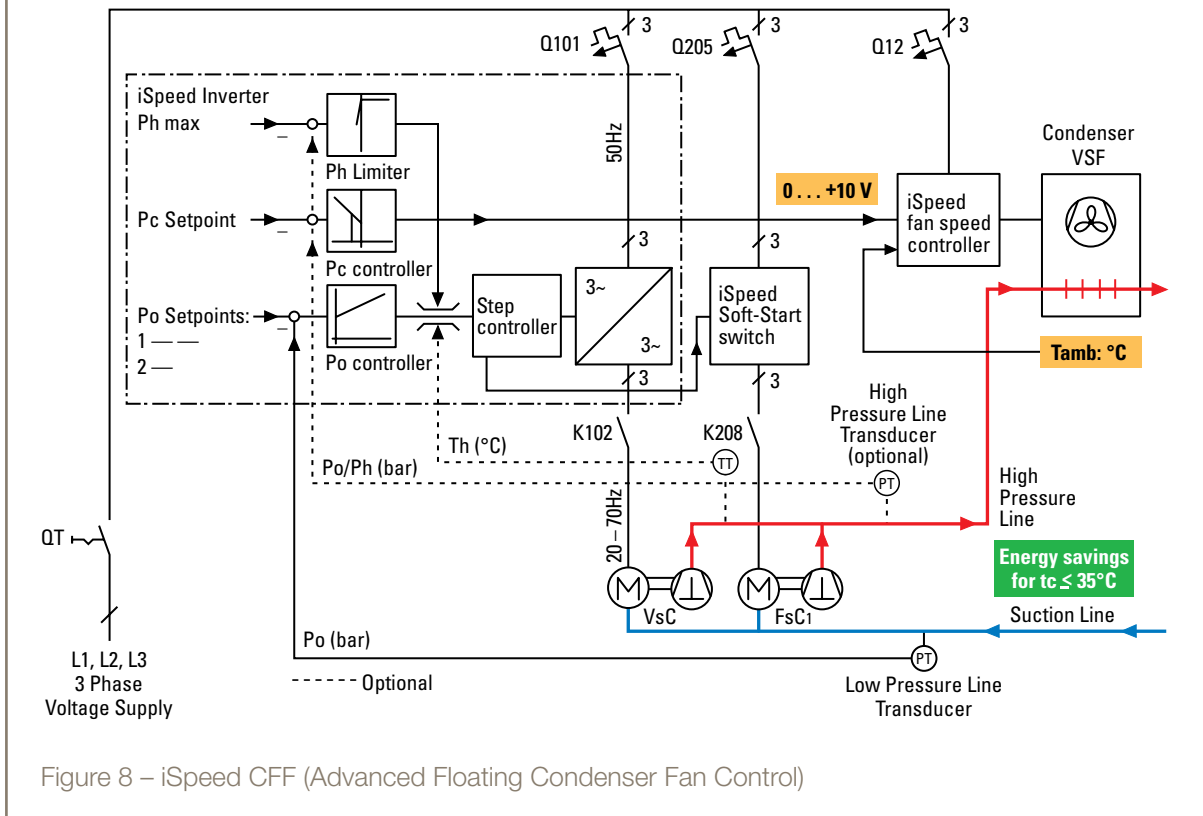 3
3
3
Q101
Q205
Q12
iSpeed Inverter
Ph max
–
Ph Limiter
50Hz
Condenser
VSF
0 . . . +10 V
iSpeed
fan speed
controller
Pc Setpoint
–
Pc controller
3
3
Po Setpoints:
1 — —
2 —
–
Po controller
Step
controller
3~
3~
iSpeed
Soft-Start
switch
Tamb: °C
3
3
K102
K208
High
Pressure Line
Transducer
(optional)
Th (°C)
TT
Po/Ph (bar)
PT
High
Pressure
Line
20 – 70Hz
QT
Energy savings
for tc ≤ 35°C
M
M
VsC
FsC1
Suction Line
Po (bar)
PT
L1, L2, L3
3 Phase
Voltage Supply
------ Optional
Low Pressure Line
Transducer
Figure 8 – iSpeed CFF (Advanced Floating Condenser Fan Control)